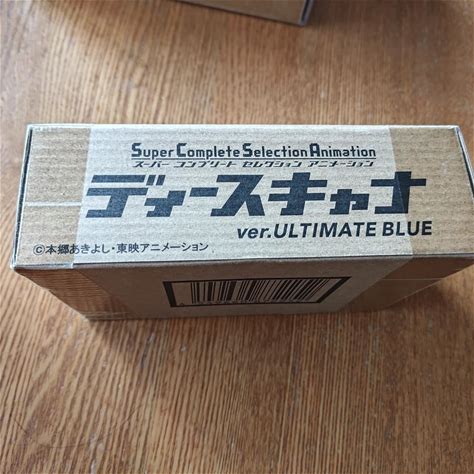 Super Complete Selection Animation
スーパー コンプリート セレクション アニメーション
ディースキャナ
ver.ULTIMATE BLUE
©本郷あきよし・東映アニメーション